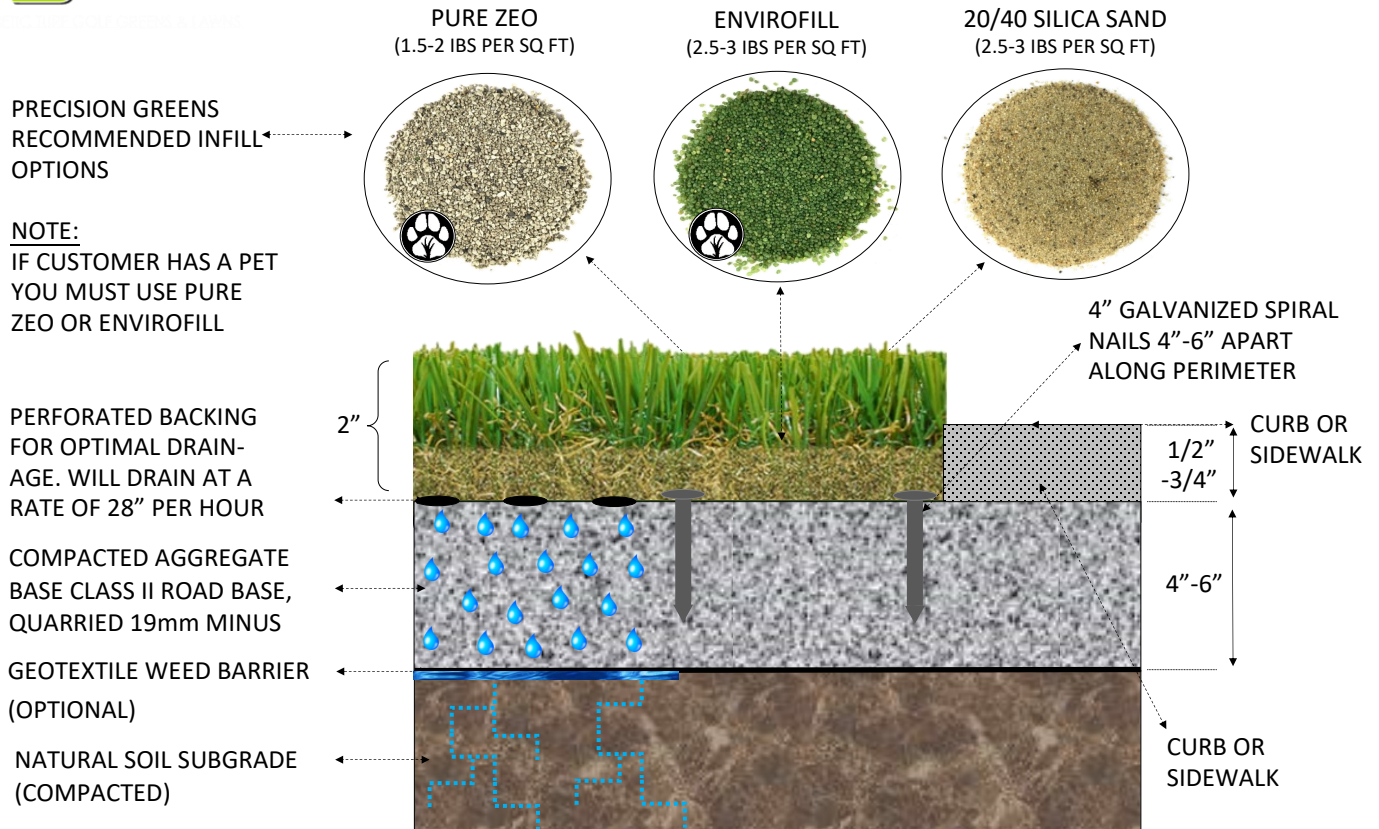 PURE ZEO
(1.5-2 IBS PER SQ FT)
ENVIROFILL
(2.5-3 IBS PER SQ FT)
20/40 SILICA SAND
(2.5-3 IBS PER SQ FT)
PRECISION GREENS
RECOMMENDED INFILL
OPTIONS
NOTE:
IF CUSTOMER HAS A PET
YOU MUST USE PURE
ZEO OR ENVIROFILL
4” GALVANIZED SPIRAL
NAILS 4”-6” APART
ALONG PERIMETER
2”
PERFORATED BACKING
FOR OPTIMAL DRAIN-
AGE. WILL DRAIN AT A
RATE OF 28” PER HOUR
1/2”
-3/4”
CURB OR
SIDEWALK
COMPACTED AGGREGATE
BASE CLASS II ROAD BASE,
QUARRIED 19mm MINUS
4”-6”
GEOTEXTILE WEED BARRIER
(OPTIONAL)
NATURAL SOIL SUBGRADE
(COMPACTED)
CURB OR
SIDEWALK